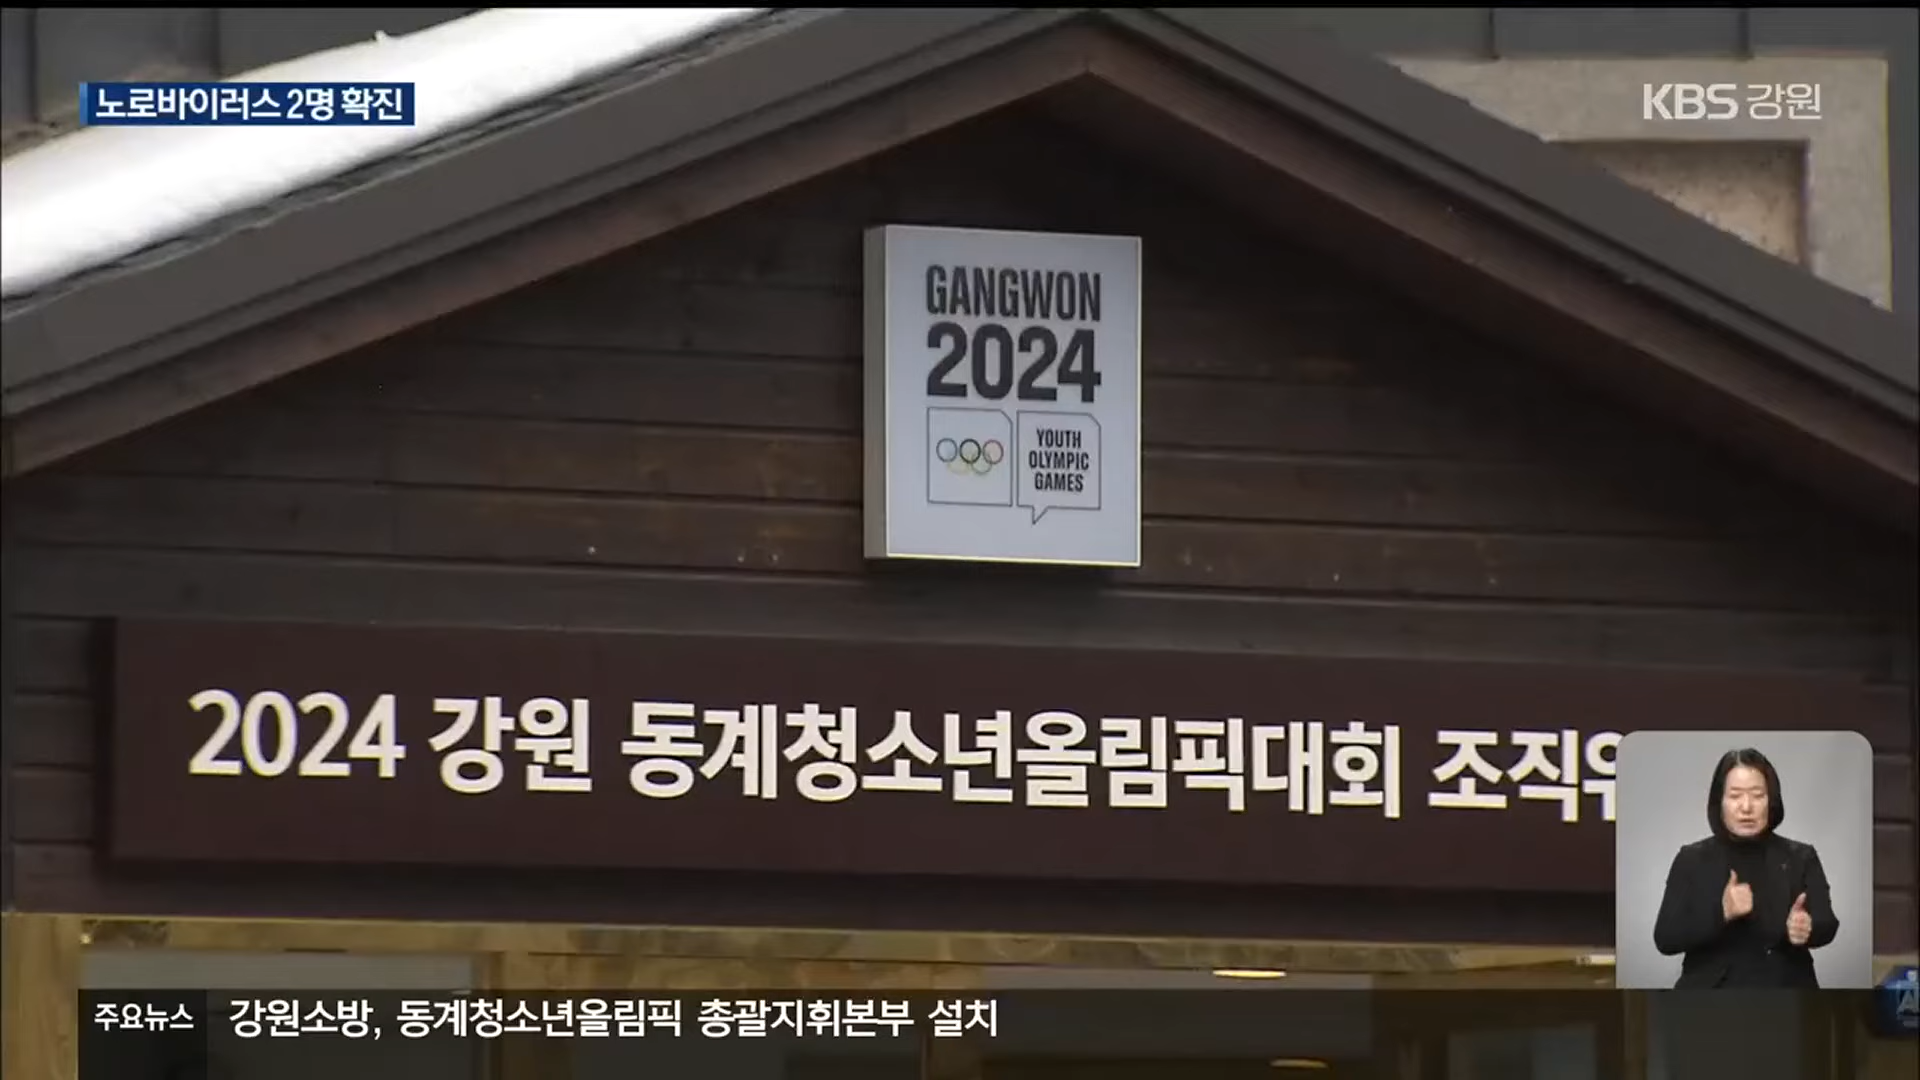 노로바이러스 2명 확진
KBS 강원
GANGWON
2024
YOUTH
OLYMPIC
GAMES
2024 강원 동계청소년올림픽대회 조직
주요뉴스 강원소방, 동계청소년올림픽 총괄지휘본부 설치